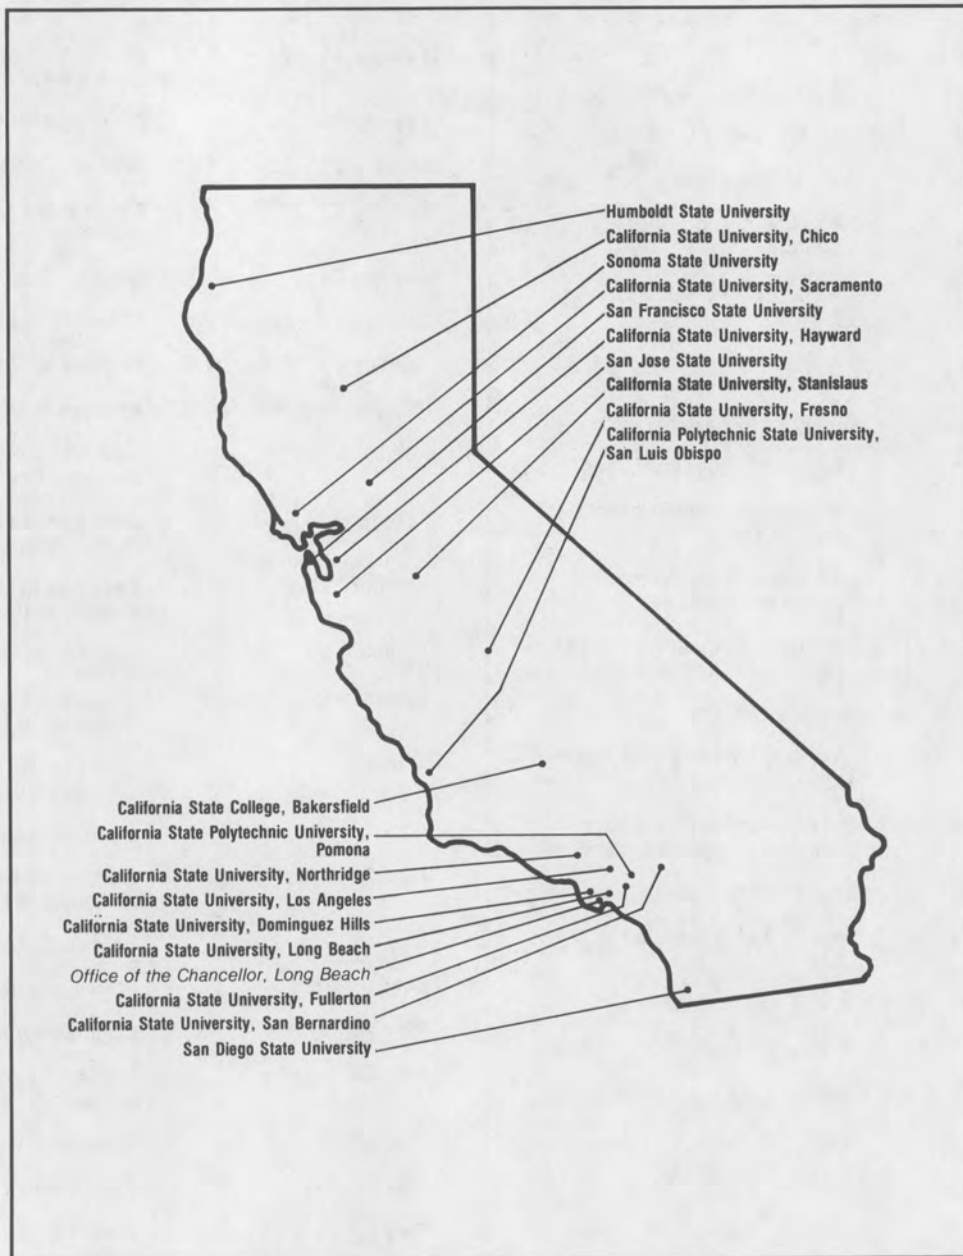 Humboldt State University
California State University, Chico
Sonoma State University
California State University, Sacramento
San Francisco State University
California State University, Hayward
San Jose State University
California State University, Stanislaus
California State University, Fresno
California Polytechnic State University,
San Luis Obispo
California State College, Bakersfield
California State Polytechnic University,
Pomona
California State University, Northridge
California State University, Los Angeles
California State University, Dominguez Hills
California State University, Long Beach
Office of the Chancellor, Long Beach
California State University, Fullerton
California State University, San Bernardino
San Diego State University